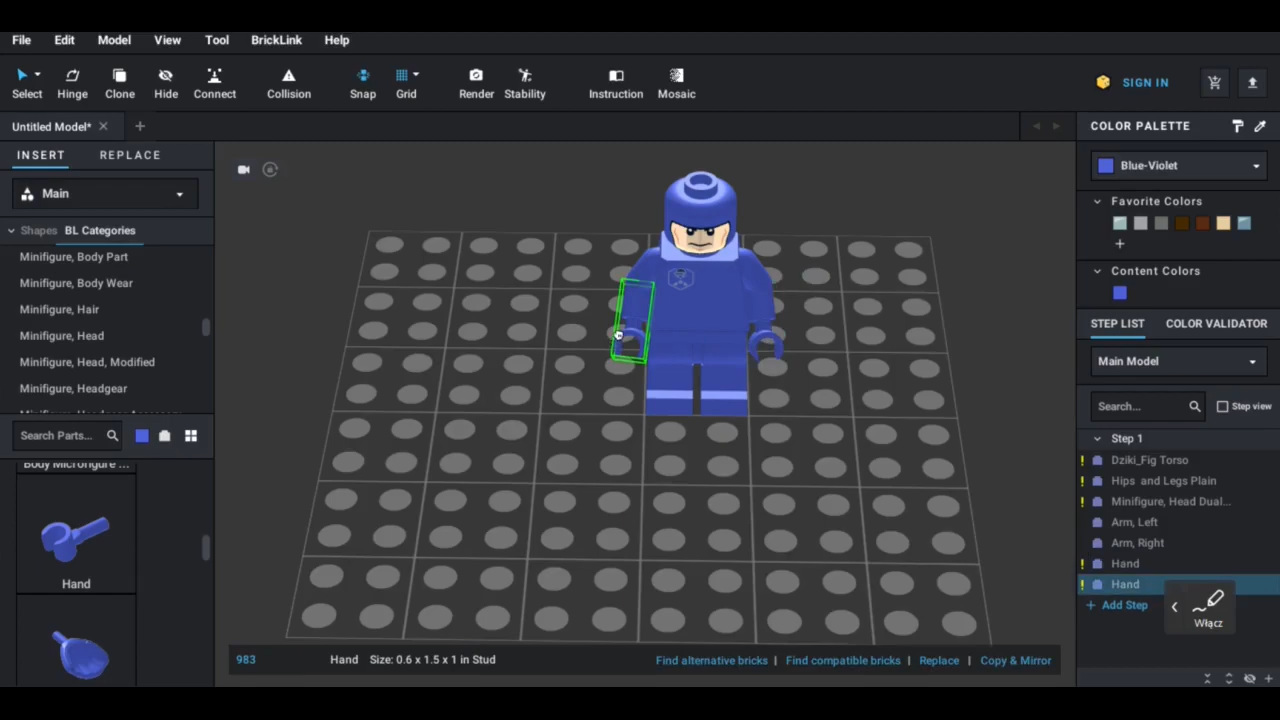 File Edit Model View Tool BrickLink Help
Select Hinge Clone Hide Connect Collision Snap Grid Render Stability Instruction Mosaic SIGN IN
Untitled Model*
COLOR PALETTE
INSERT REPLACE
Blue-Violet
Main
Favorite Colors
Shapes BL Categories
Minifigure, Body Part
Minifigure, Body Wear
Minifigure, Hair
Minifigure, Head
Minifigure, Head, Modified
Minifigure, Headgear
Content Colors
STEP LIST COLOR VALIDATOR
Main Model
Search... Step view
Search Parts...
Step 1
Dziki_Fig Torso
Hips and Legs Plain
Minifigure, Head Dual...
Arm, Left
Arm, Right
Hand
Hand
Add Step
Włącz
Hand
983 Hand Size: 0.6 x 1.5 x 1 in Stud Find alternative bricks | Find compatible bricks | Replace | Copy & Mirror